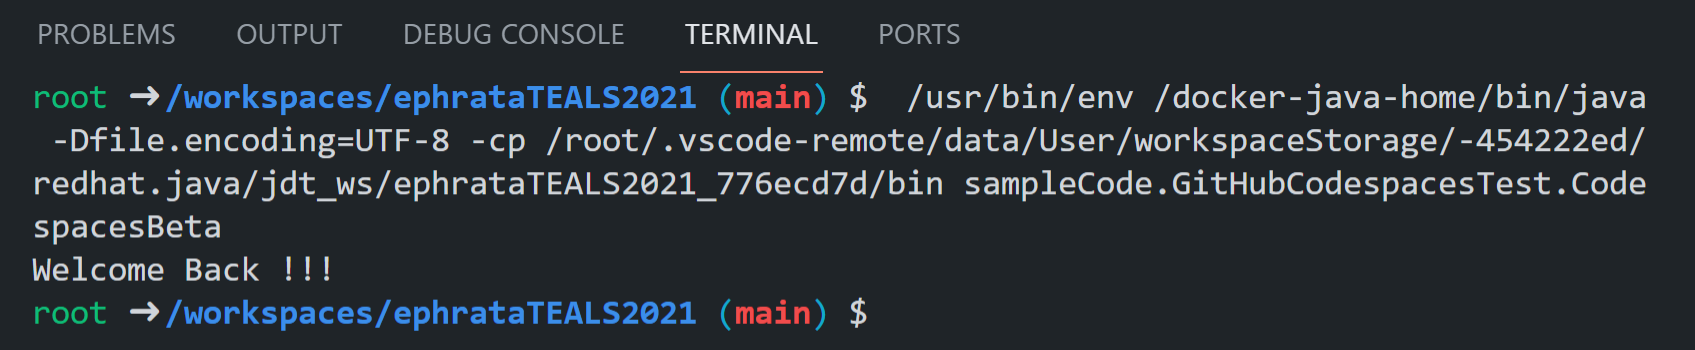 PROBLEMS OUTPUT DEBUG CONSOLE TERMINAL PORTS
root ➜ /workspaces/ephrataTEALS2021 (main) $  /usr/bin/env /docker-java-home/bin/java
 -Dfile.encoding=UTF-8 -cp /root/.vscode-remote/data/User/workspaceStorage/-454222ed/
redhat.java/jdt_ws/ephrataTEALS2021_776ecd7d/bin sampleCode.GitHubCodespacesTest.Code
spacesBeta
Welcome Back !!!
root ➜ /workspaces/ephrataTEALS2021 (main) $